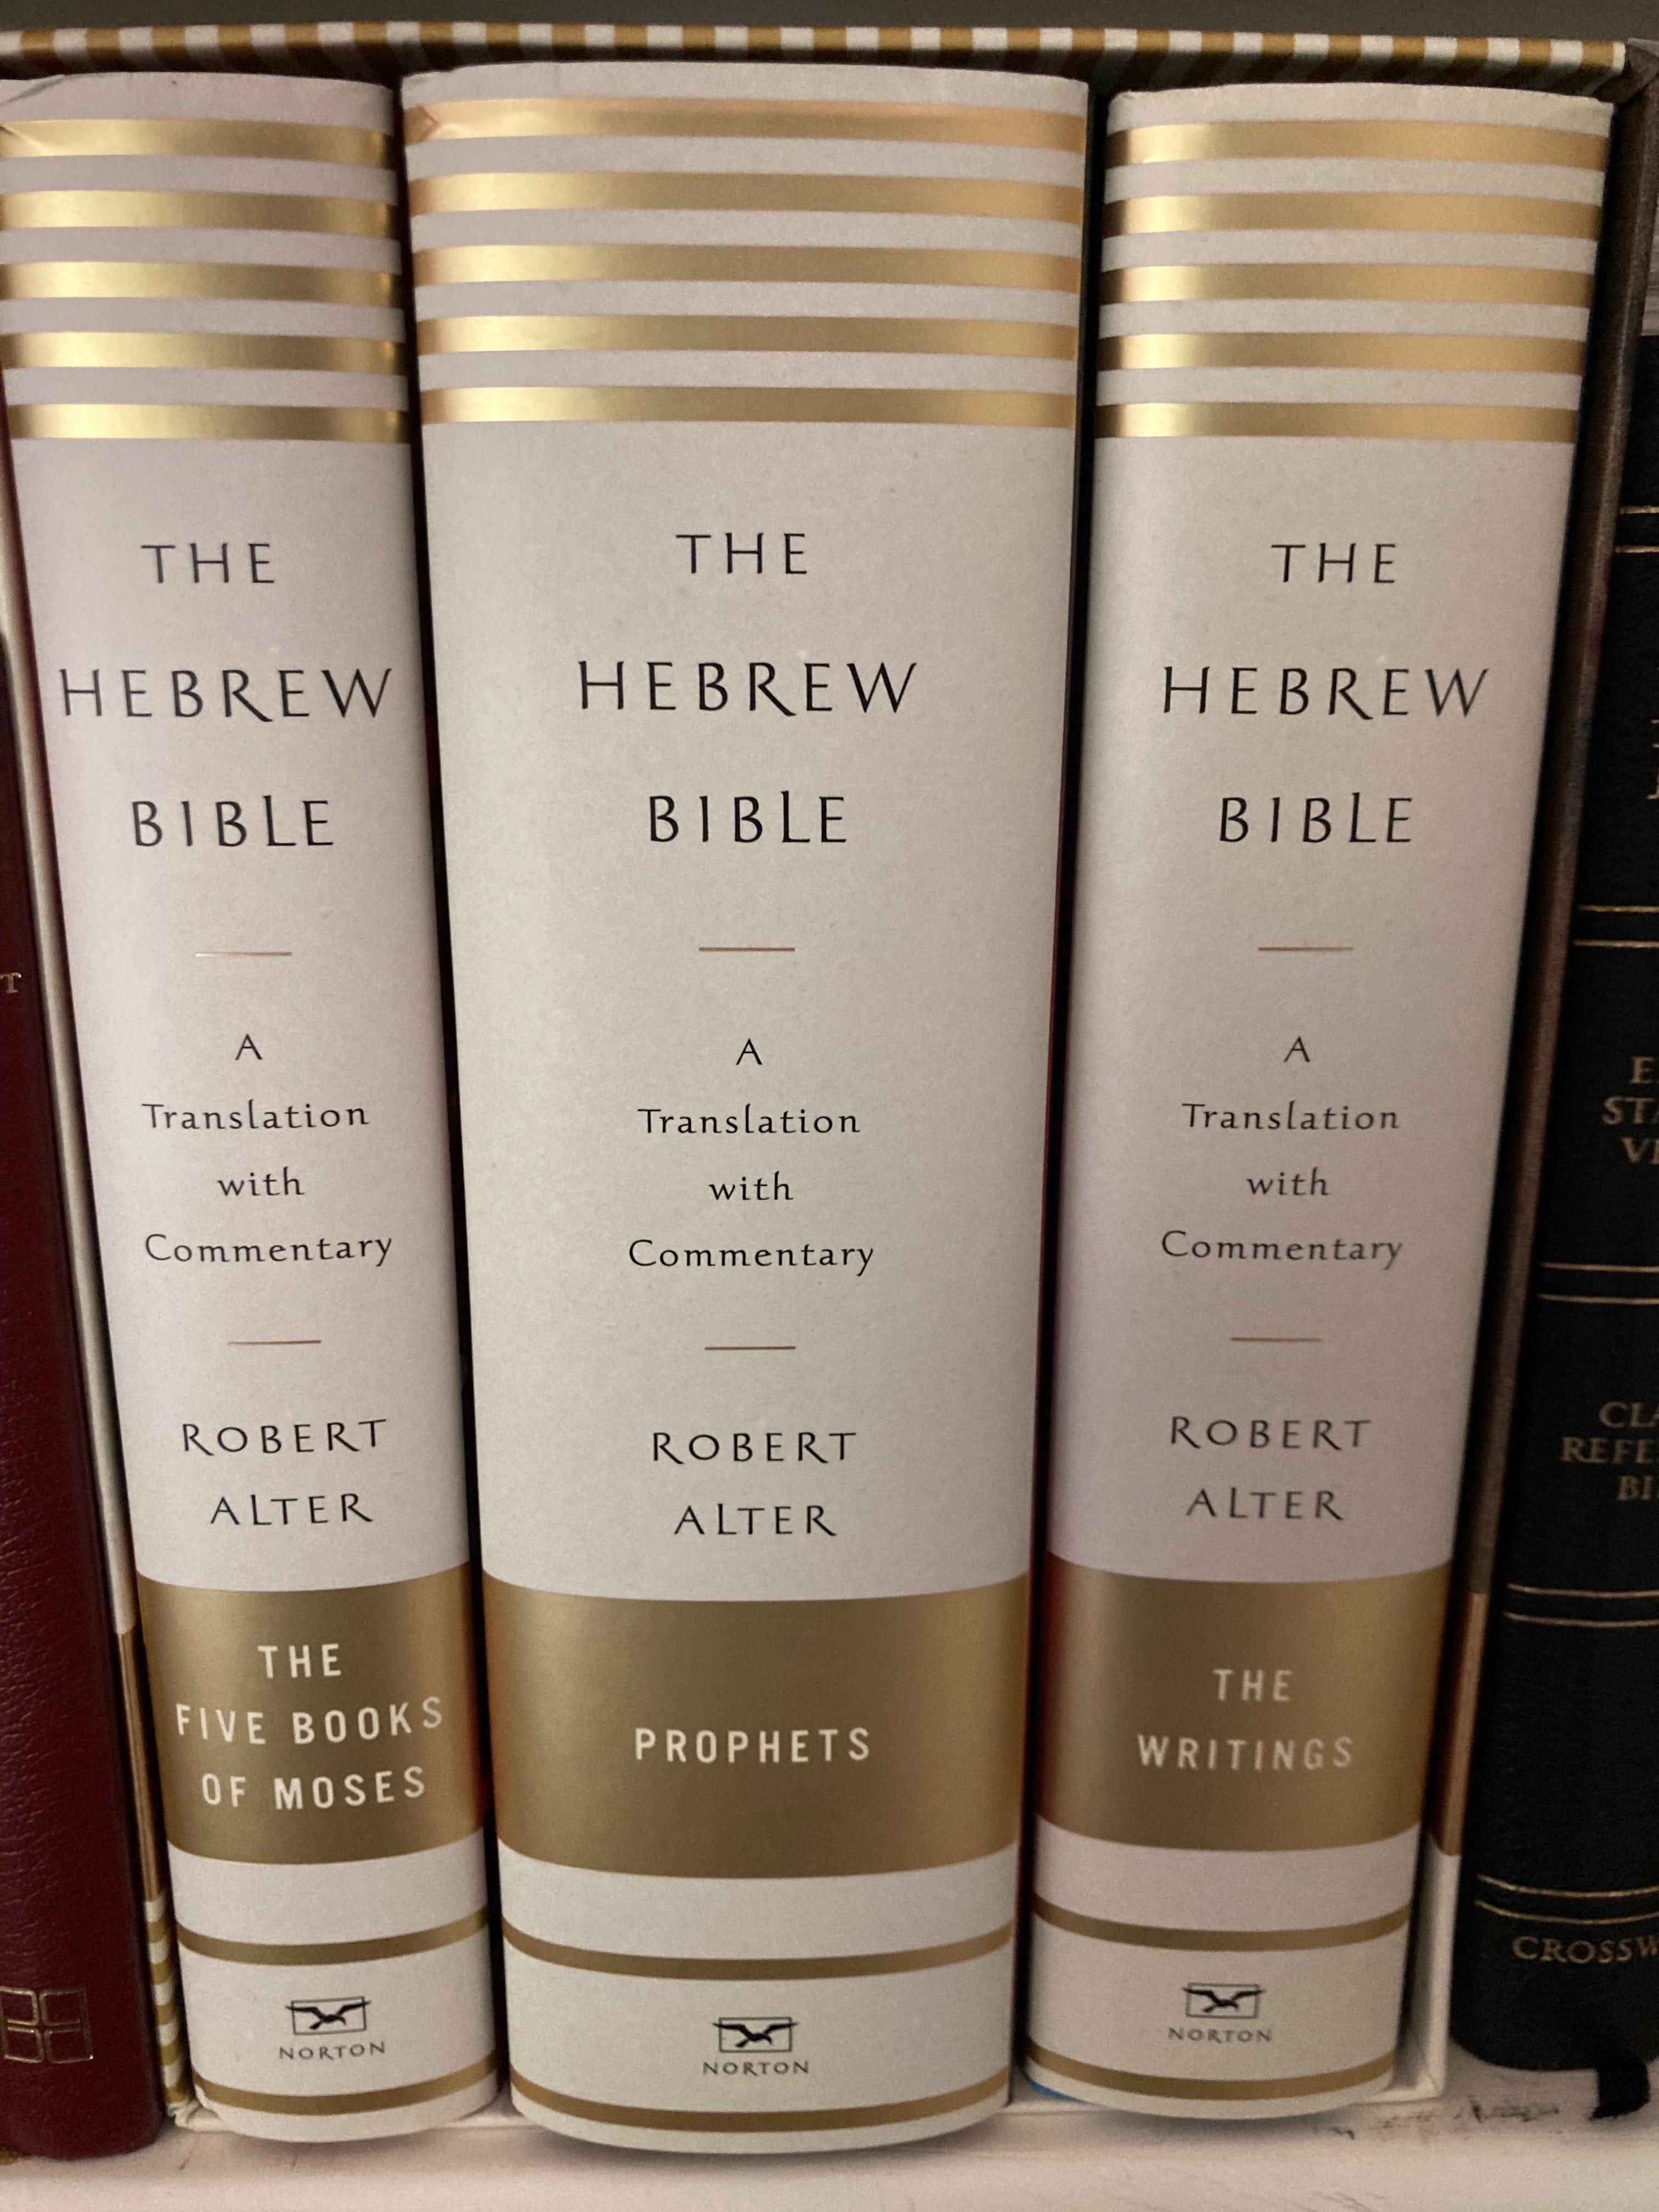 THE
HEBREW
BIBLE
A
Translation
with
Commentary
ROBERT
ALTER
THE
FIVE BOOKS
OF MOSES
NORTON
THE
HEBREW
BIBLE
A
Translation
with
Commentary
ROBERT
ALTER
PROPHETS
NORTON
THE
HEBREW
BIBLE
A
Translation
with
Commentary
ROBERT
ALTER
THE
WRITINGS
NORTON